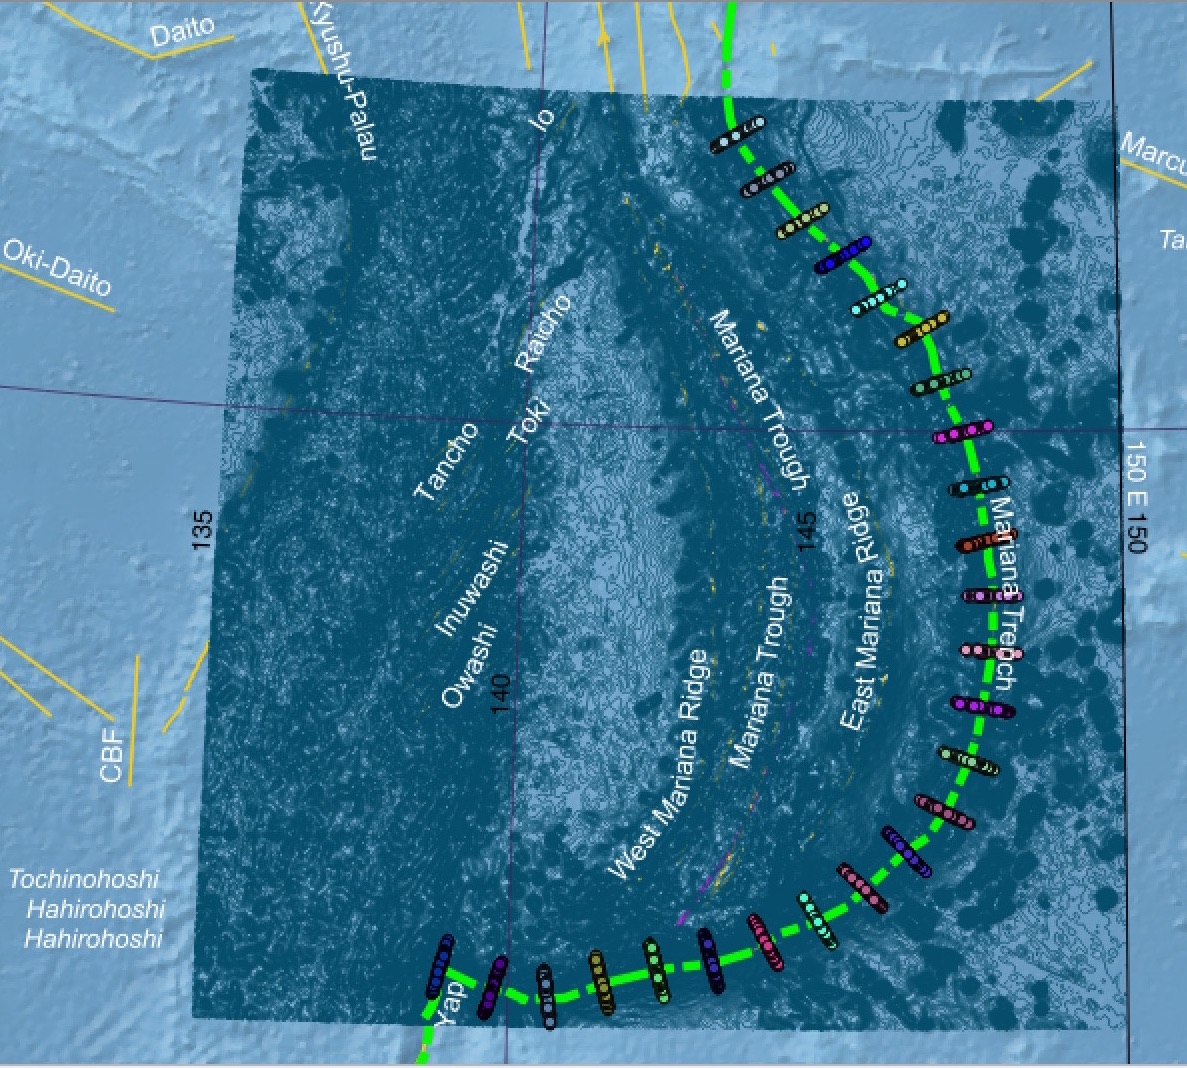 Daito
Kyushu-Palau
Io
Marcu
Ta
Oki-Daito
Raicho
Mariana Trough
Toki
Tancho
150 E 150
135
145
East Mariana Ridge
Mariana Trench
Inuwashi
Mariana Trough
Owashi
140
West Mariana Ridge
CBF
Tochinohoshi
Hahirohoshi
Hahirohoshi
Yap